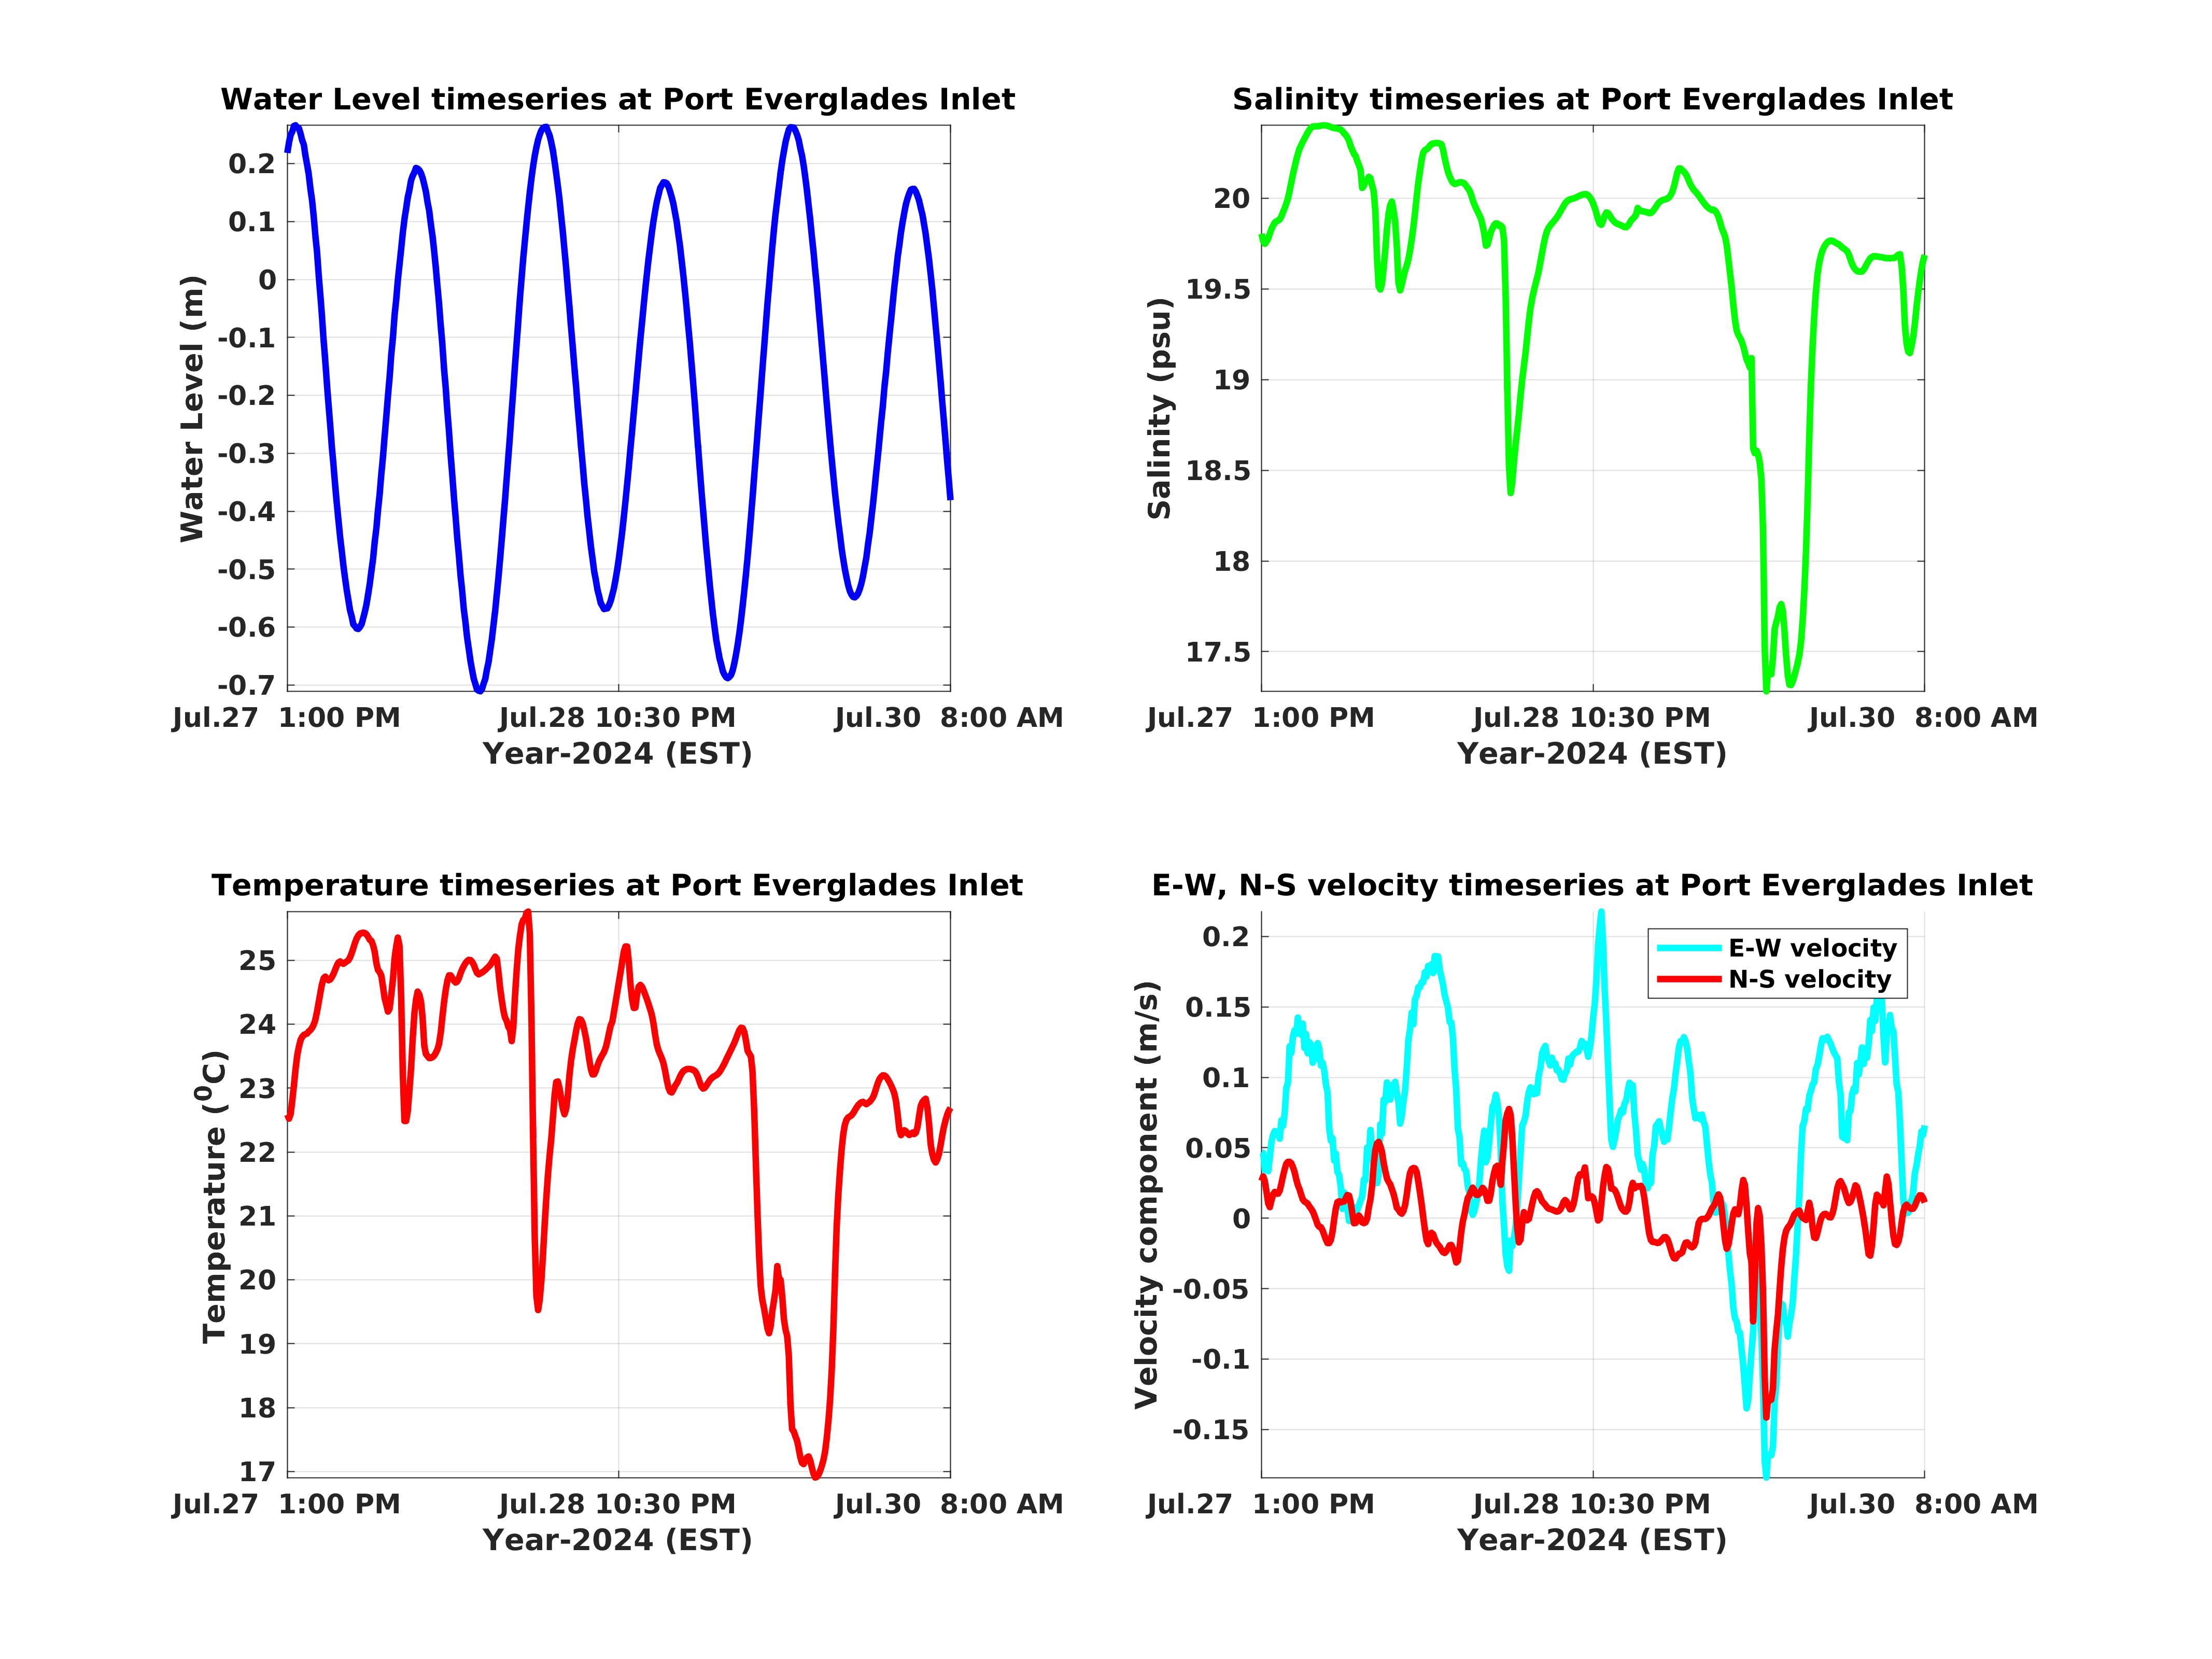 Water Level timeseries at Port Everglades Inlet
Water Level (m)
0.2
0.1
0
-0.1
-0.2
-0.3
-0.4
-0.5
-0.6
-0.7
Jul.27 1:00 PM
Jul.28 10:30 PM
Jul.30 8:00 AM
Year-2024 (EST)
Salinity timeseries at Port Everglades Inlet
Salinity (psu)
20
19.5
19
18.5
18
17.5
Jul.27 1:00 PM
Jul.28 10:30 PM
Jul.30 8:00 AM
Year-2024 (EST)
Temperature timeseries at Port Everglades Inlet
Temperature (⁰C)
25
24
23
22
21
20
19
18
17
Jul.27 1:00 PM
Jul.28 10:30 PM
Jul.30 8:00 AM
Year-2024 (EST)
E-W, N-S velocity timeseries at Port Everglades Inlet
Velocity component (m/s)
0.2
0.15
0.1
0.05
0
-0.05
-0.1
-0.15
E-W velocity
N-S velocity
Jul.27 1:00 PM
Jul.28 10:30 PM
Jul.30 8:00 AM
Year-2024 (EST)